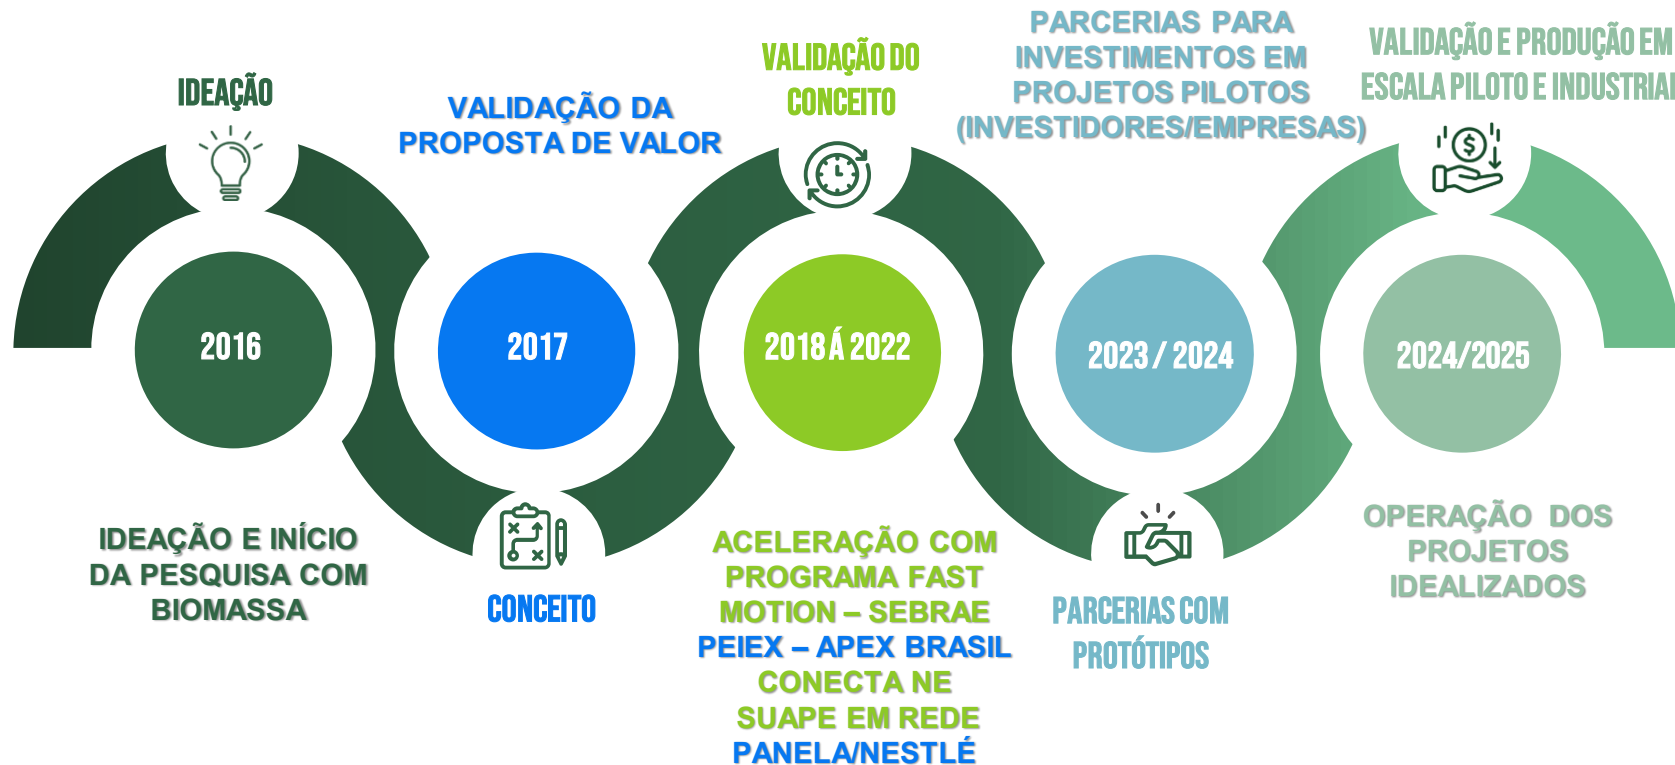 IDEAÇÃO
2016
IDEAÇÃO E INÍCIO
DA PESQUISA COM
BIOMASSA
VALIDAÇÃO DA
PROPOSTA DE VALOR
2017
CONCEITO
VALIDAÇÃO DO
CONCEITO
2018 Á 2022
ACELERAÇÃO COM
PROGRAMA FAST
MOTION – SEBRAE
PEIEX – APEX BRASIL
CONECTA NE
SUAPE EM REDE
PANELA/NESTLÉ
PARCERIAS PARA
INVESTIMENTOS EM
PROJETOS PILOTOS
(INVESTIDORES/EMPRESAS)
2023 / 2024
PARCERIAS COM
PROTÓTIPOS
VALIDAÇÃO E PRODUÇÃO EM
ESCALA PILOTO E INDUSTRIAL
$
2024/2025
OPERAÇÃO DOS
PROJETOS
IDEALIZADOS